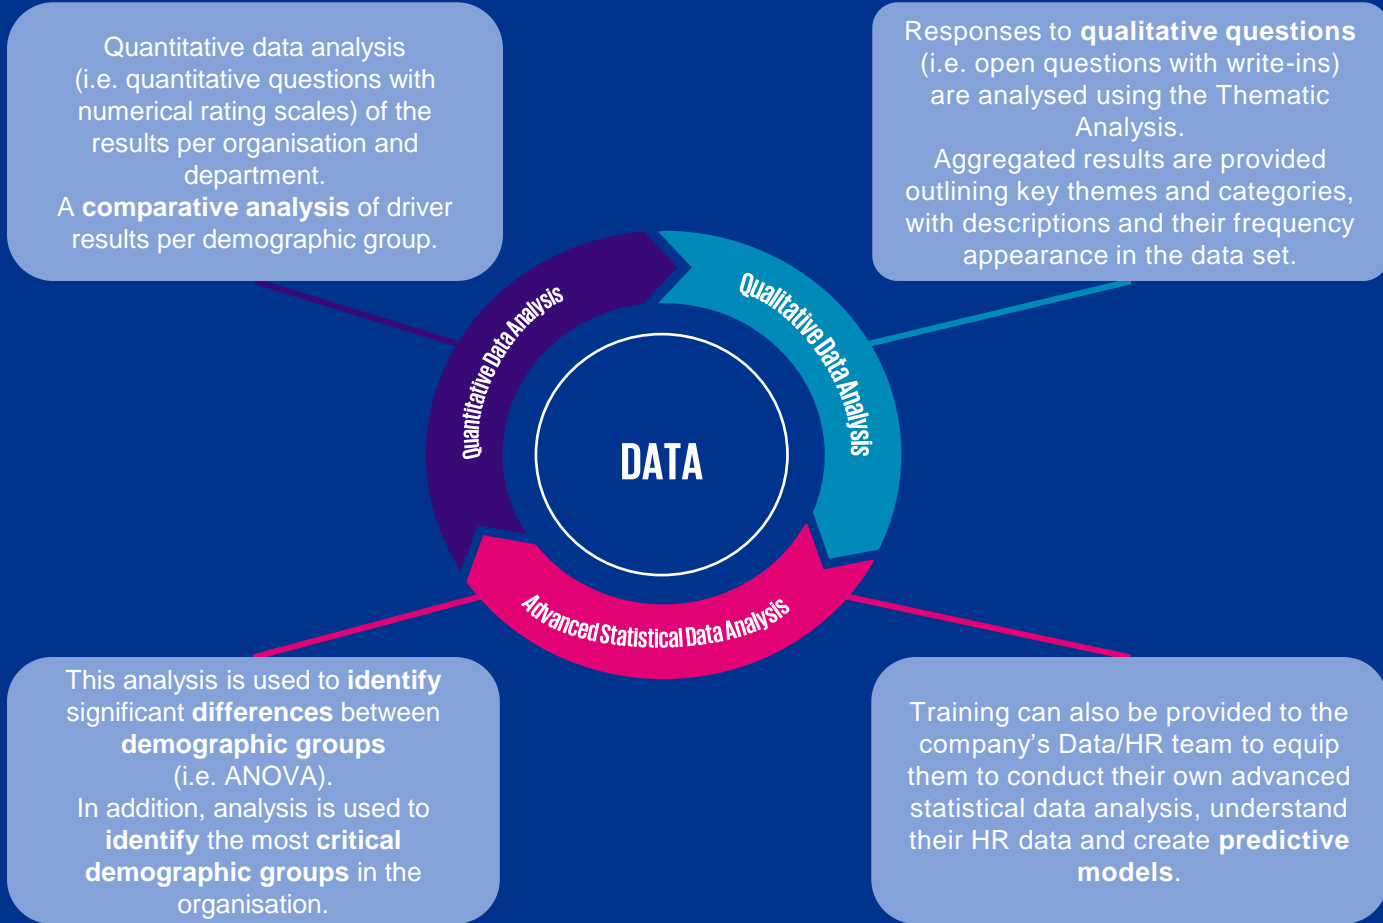 Quantitative data analysis
(i.e. quantitative questions with
numerical rating scales) of the
results per organisation and
department.
A comparative analysis of driver
results per demographic group.
Responses to qualitative questions
(i.e. open questions with write-ins)
are analysed using the Thematic
Analysis.
Aggregated results are provided
outlining key themes and categories,
with descriptions and their frequency
appearance in the data set.
Quantitative Data Analysis
Qualitative Data Analysis
DATA
Advanced Statistical Data Analysis
This analysis is used to identify
significant differences between
demographic groups
(i.e. ANOVA).
In addition, analysis is used to
identify the most critical
demographic groups in the
organisation.
Training can also be provided to the
company's Data/HR team to equip
them to conduct their own advanced
statistical data analysis, understand
their HR data and create predictive
models.